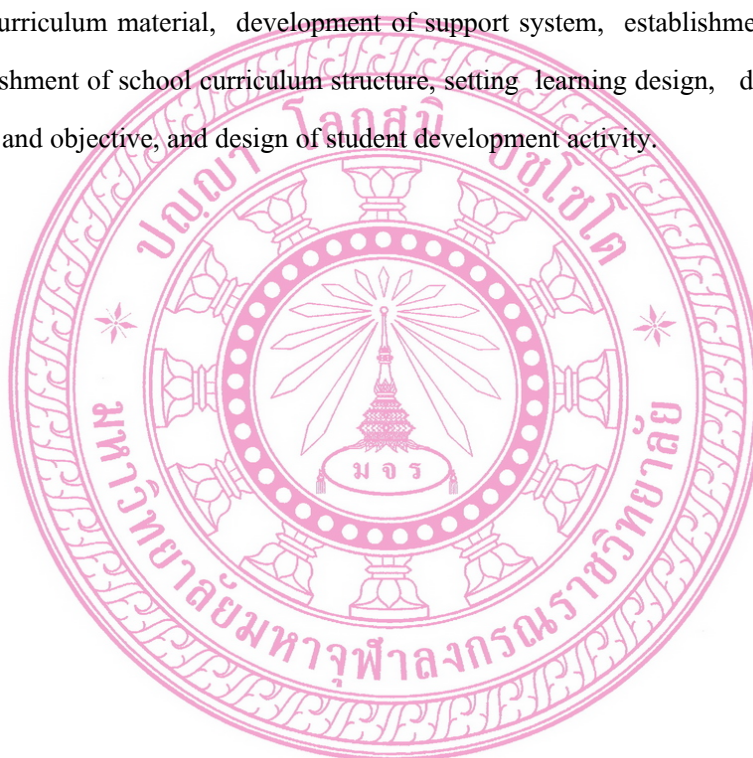 urriculum material, development of support system, establishme
shment of school curriculum structure, setting learning design, d
and objective, and design of student development activity.
ปญฺญา โลกสฺมิ ปชฺโชโต
ม จ ร
มหาวิทยาลัยมหาจุฬาลงกรณราชวิทยาลัย